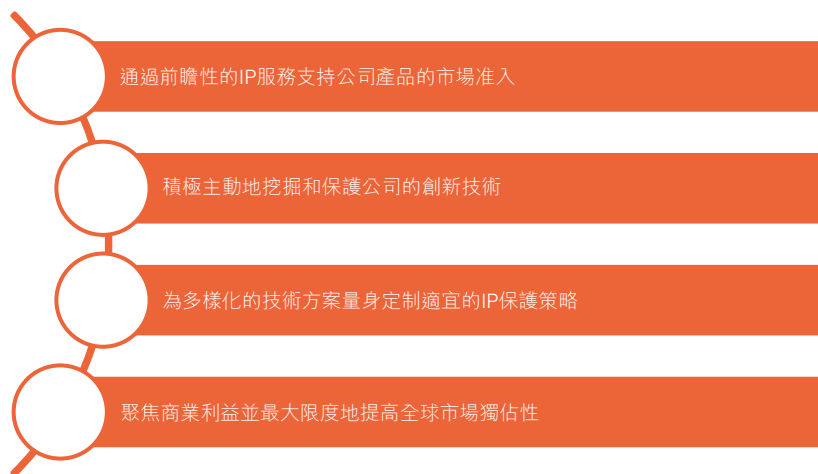 通過前瞻性的IP服務支持公司產品的市場准入
積極主動地挖掘和保護公司的創新技術
為多樣化的技術方案量身定制適宜的IP保護策略
聚焦商業利益並最大限度地提高全球市場獨佔性